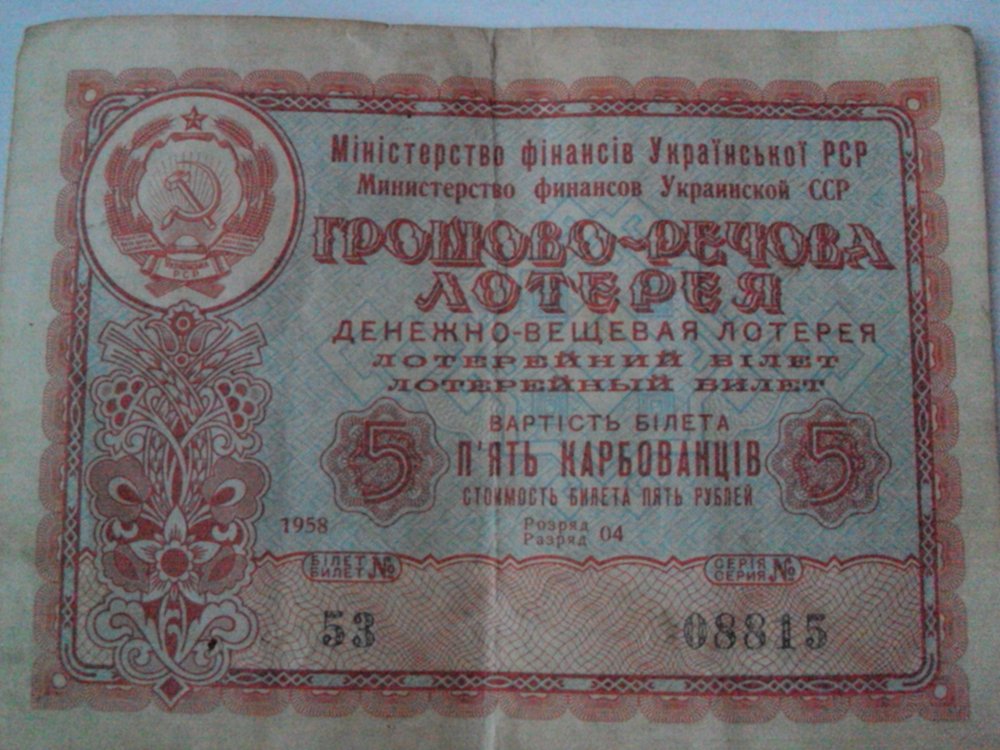 Міністерство фінансів Української РСР
Министерство финансов Украинской ССР
ГРОШОВО-РЕЧОВА
ЛОТЕРЕЯ
ДЕНЕЖНО-ВЕЩЕВАЯ ЛОТЕРЕЯ
ЛОТЕРЕЙНИЙ БІЛЕТ
ЛОТЕРЕЙНЫЙ БИЛЕТ
ВАРТІСТЬ БІЛЕТА
5 П'ЯТЬ КАРБОВАНЦІВ 5
СТОИМОСТЬ БИЛЕТА ПЯТЬ РУБЛЕЙ
1958 Розряд
Разряд 04
БІЛЕТ
БИЛЕТ № СЕРІЯ
СЕРИЯ №
53 08815